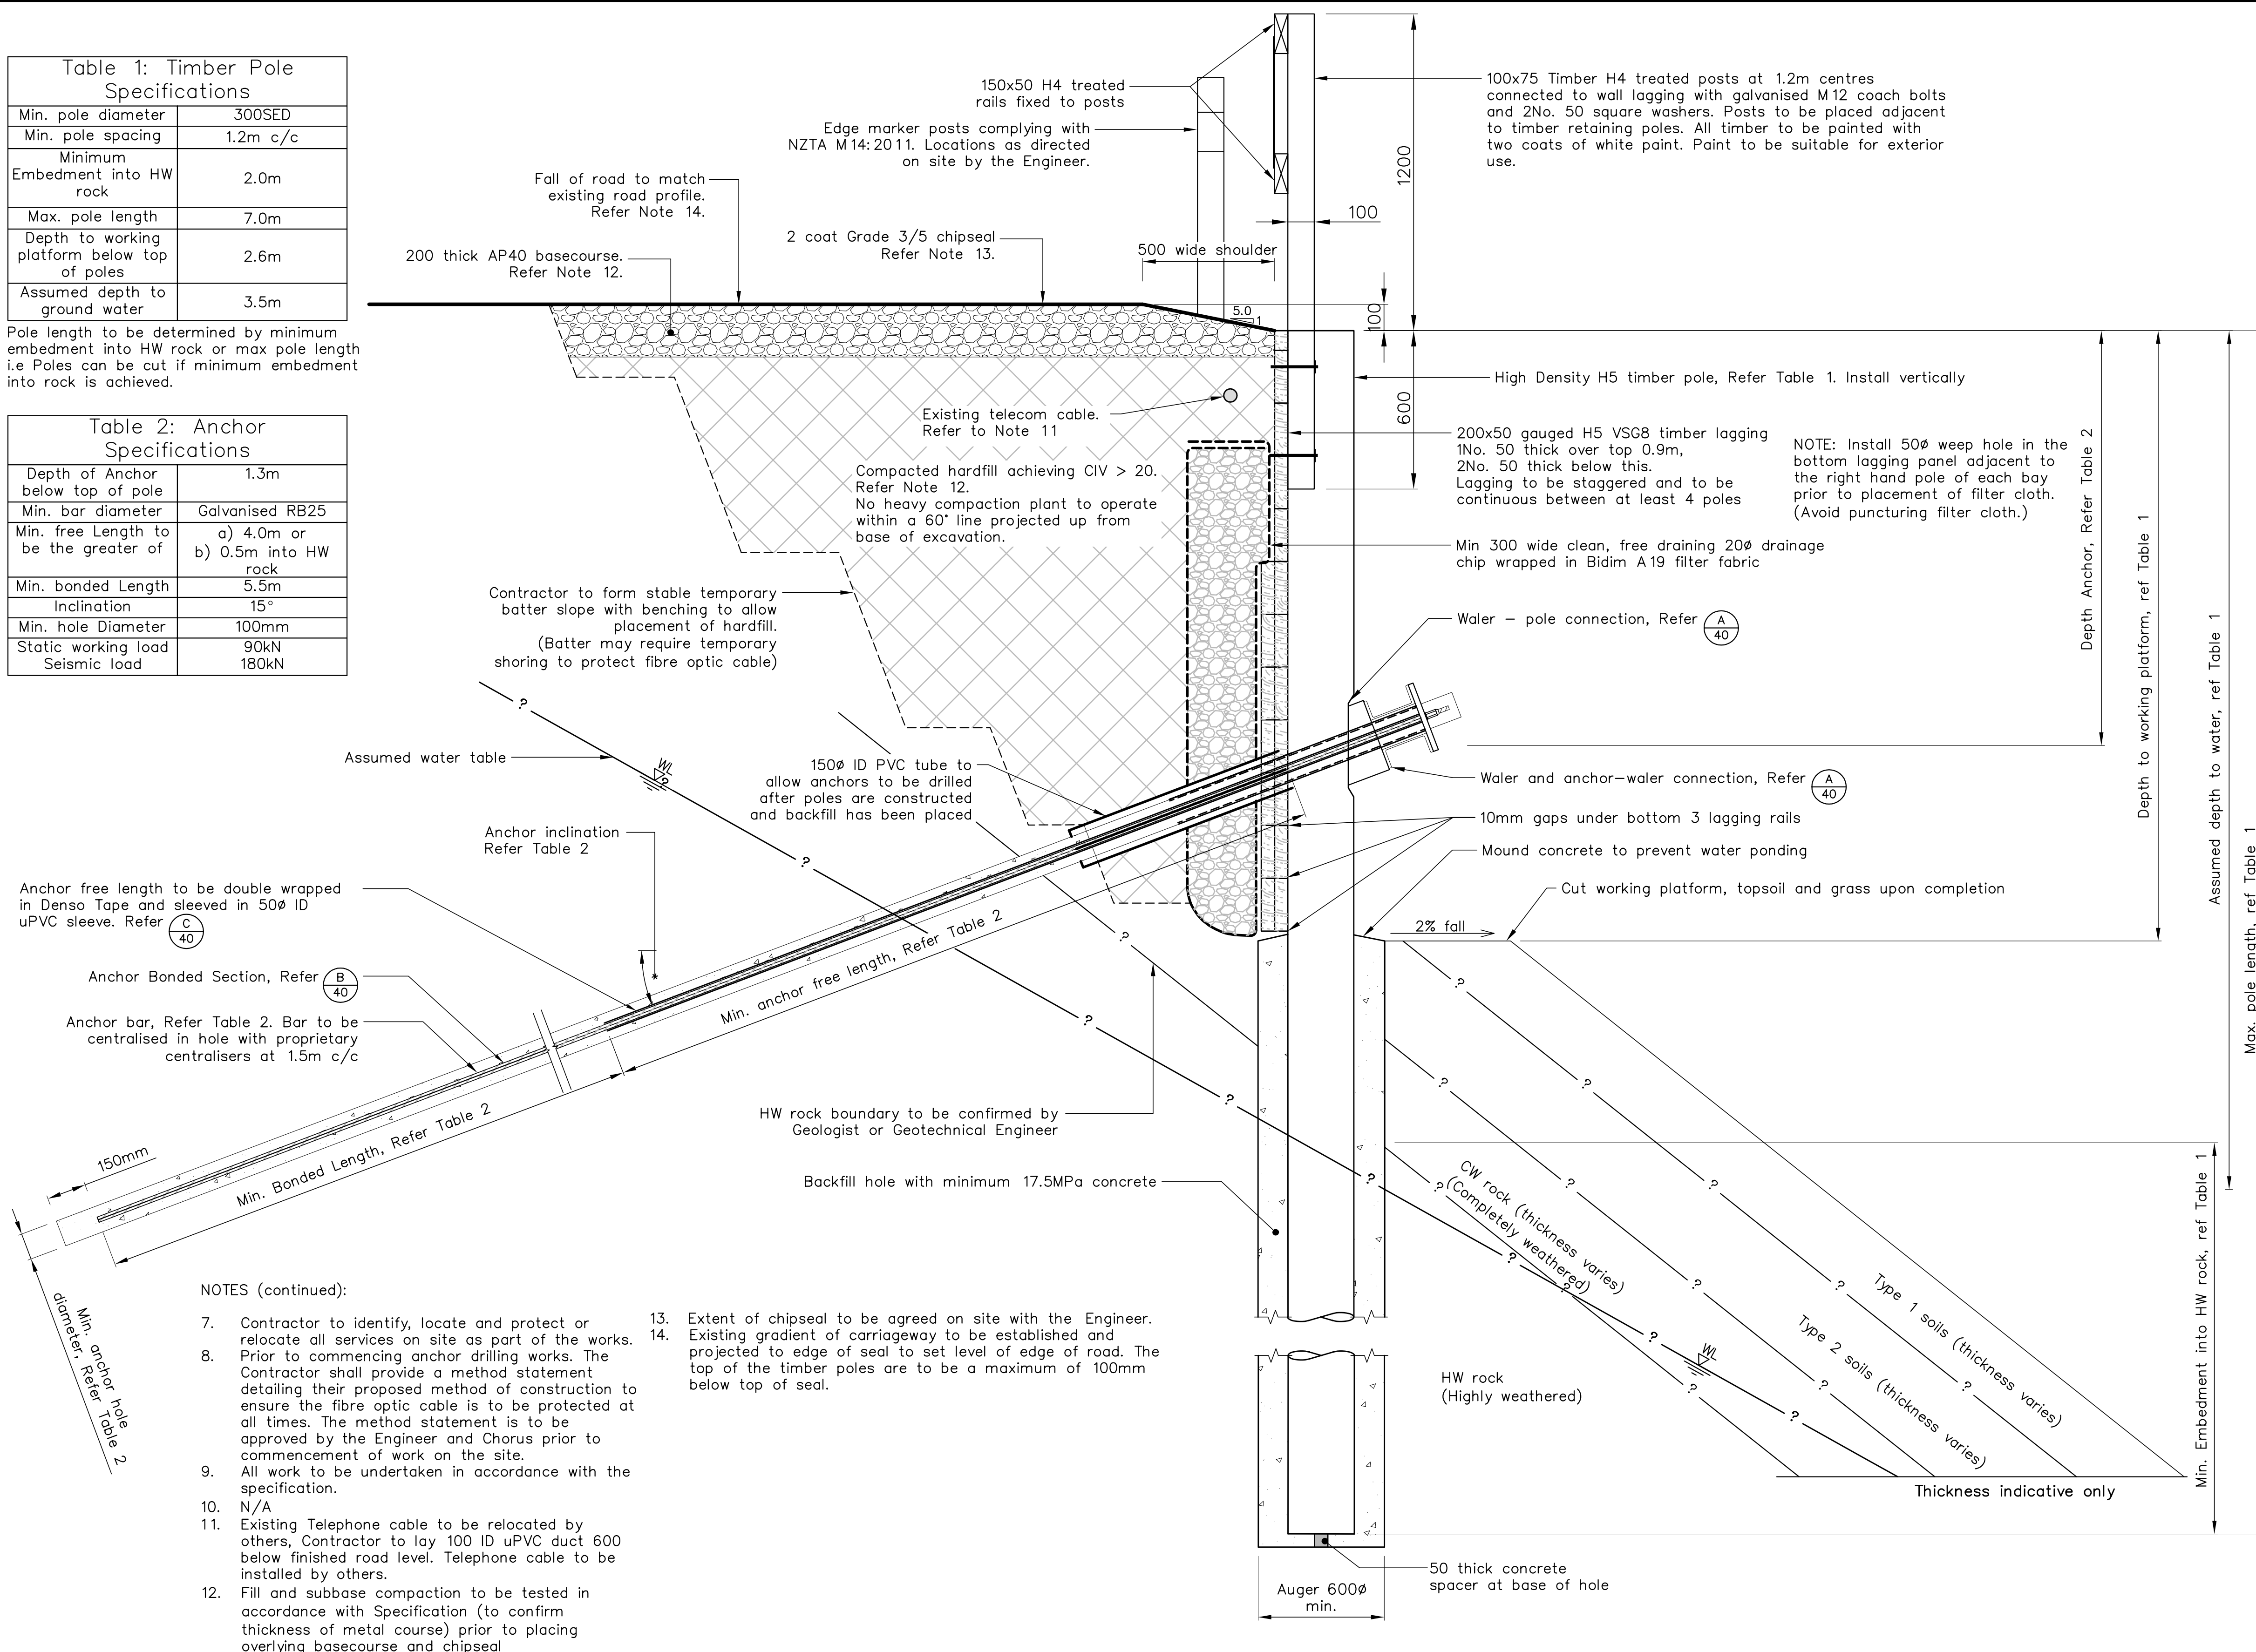 Table 1: Timber Pole
Specifications
Min. pole diameter 300SED
Min. pole spacing 1.2m c/c
Minimum
Embedment into HW
rock
2.0m
Max. pole length 7.0m
Depth to working
platform below top
of poles
2.6m
Assumed depth to
ground water
3.5m
Pole length to be determined by minimum
embedment into HW rock or max pole length
i.e Poles can be cut if minimum embedment
into rock is achieved.
Table 2: Anchor
Specifications
Depth of Anchor
below top of pole
1.3m
Min. bar diameter Galvanised RB25
Min. free Length to
be the greater of
a) 4.0m or
b) 0.5m into HW
rock
Min. bonded Length 5.5m
Inclination 15°
Min. hole Diameter 100mm
Static working load 90kN
Seismic load 180kN
150x50 H4 treated
rails fixed to posts
Edge marker posts complying with
NZTA M14:2011. Locations as directed
on site by the Engineer.
Fall of road to match
existing road profile.
Refer Note 14.
200 thick AP40 basecourse.
Refer Note 12.
2 coat Grade 3/5 chipseal
Refer Note 13.
500 wide shoulder
100
1200
100
600
5.0
1
100x75 Timber H4 treated posts at 1.2m centres
connected to wall lagging with galvanised M12 coach bolts
and 2No. 50 square washers. Posts to be placed adjacent
to timber retaining poles. All timber to be painted with
two coats of white paint. Paint to be suitable for exterior
use.
High Density H5 timber pole, Refer Table 1. Install vertically
Existing telecom cable.
Refer to Note 11
200x50 gauged H5 VSG8 timber lagging
1No. 50 thick over top 0.9m,
2No. 50 thick below this.
Lagging to be staggered and to be
continuous between at least 4 poles
NOTE: Install 50ø weep hole in the
bottom lagging panel adjacent to
the right hand pole of each bay
prior to placement of filter cloth.
(Avoid puncturing filter cloth.)
Compacted hardfill achieving CIV > 20.
Refer Note 12.
No heavy compaction plant to operate
within a 60° line projected up from
base of excavation.
Min 300 wide clean, free draining 20ø drainage
chip wrapped in Bidim A19 filter fabric
Contractor to form stable temporary
batter slope with benching to allow
placement of hardfill.
(Batter may require temporary
shoring to protect fibre optic cable)
Waler – pole connection, Refer
A
40
Depth Anchor, Refer Table 2
Depth to working platform, ref Table 1
Assumed depth to water, ref Table 1
Max. pole length, ref Table 1
Assumed water table
?
WL
?
150ø ID PVC tube to
allow anchors to be drilled
after poles are constructed
and backfill has been placed
Waler and anchor–waler connection, Refer
A
40
10mm gaps under bottom 3 lagging rails
Mound concrete to prevent water ponding
Anchor inclination
Refer Table 2
?
Cut working platform, topsoil and grass upon completion
2% fall
Anchor free length to be double wrapped
in Denso Tape and sleeved in 50ø ID
uPVC sleeve. Refer
C
40
Anchor Bonded Section, Refer
B
40
Anchor bar, Refer Table 2. Bar to be
centralised in hole with proprietary
centralisers at 1.5m c/c
*
Min. anchor free length, Refer Table 2
?
?
?
?
?
?
HW rock boundary to be confirmed by
Geologist or Geotechnical Engineer
150mm
Min. Bonded Length, Refer Table 2
Min. anchor hole
diameter, Refer Table 2
Backfill hole with minimum 17.5MPa concrete
?
?
?
?
CW rock (thickness varies)
(Completely weathered)
?
?
?
?
?
WL
?
?
?
?
?
Type 1 soils (thickness varies)
Type 2 soils (thickness varies)
Min. Embedment into HW rock, ref Table 1
HW rock
(Highly weathered)
Thickness indicative only
50 thick concrete
spacer at base of hole
Auger 600ø
min.
NOTES (continued):
7. Contractor to identify, locate and protect or
relocate all services on site as part of the works.
8. Prior to commencing anchor drilling works. The
Contractor shall provide a method statement
detailing their proposed method of construction to
ensure the fibre optic cable is to be protected at
all times. The method statement is to be
approved by the Engineer and Chorus prior to
commencement of work on the site.
9. All work to be undertaken in accordance with the
specification.
10. N/A
11. Existing Telephone cable to be relocated by
others, Contractor to lay 100 ID uPVC duct 600
below finished road level. Telephone cable to be
installed by others.
12. Fill and subbase compaction to be tested in
accordance with Specification (to confirm
thickness of metal course) prior to placing
overlying basecourse and chipseal
13. Extent of chipseal to be agreed on site with the Engineer.
14. Existing gradient of carriageway to be established and
projected to edge of seal to set level of edge of road. The
top of the timber poles are to be a maximum of 100mm
below top of seal.